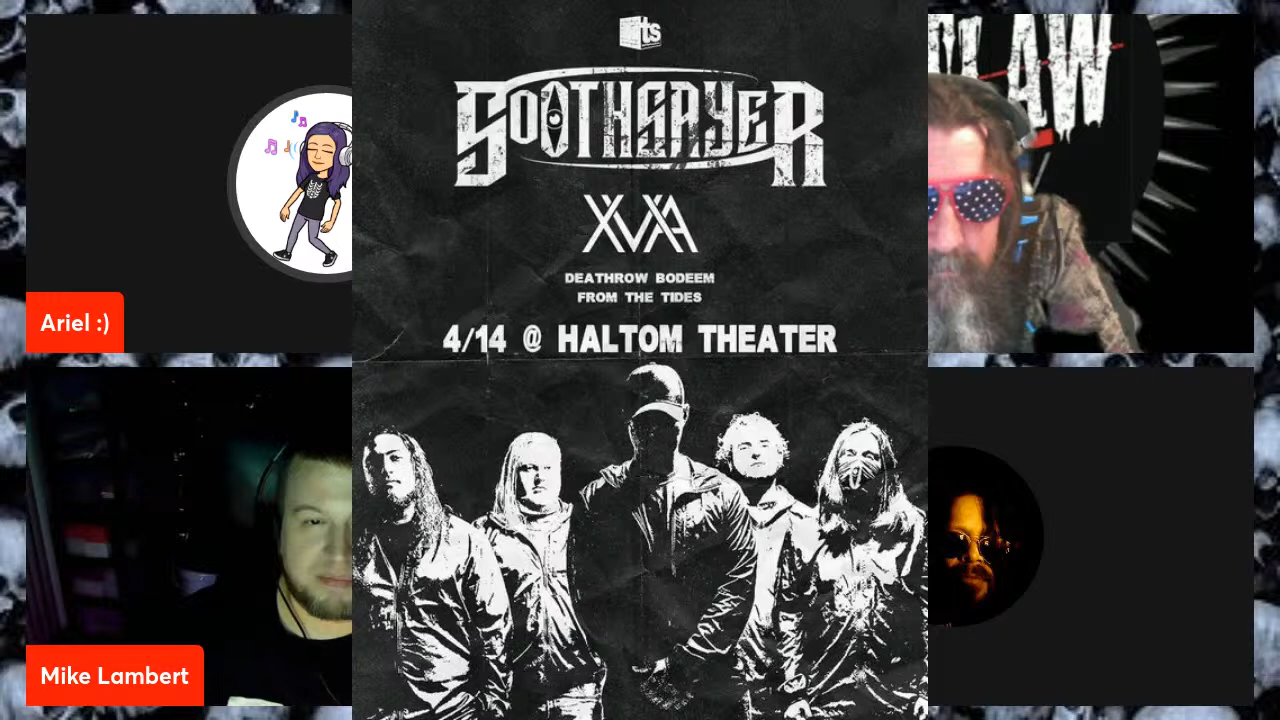 ts
SOOTHSAYER
XVXA
DEATHROW BODEEM
FROM THE TIDES
4/14 @ HALTOM THEATER
Ariel :)
Mike Lambert